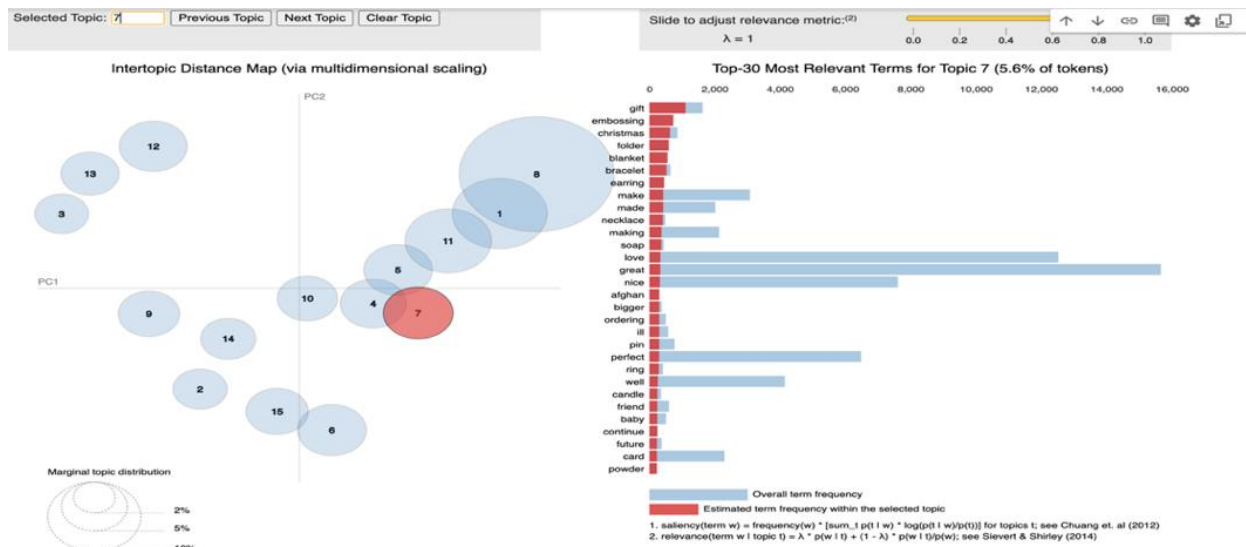 Selected Topic: 7 Previous Topic Next Topic Clear Topic
Slide to adjust relevance metric:(2)
λ = 1
0.0 0.2 0.4 0.6 0.8 1.0
Intertopic Distance Map (via multidimensional scaling)
PC2
PC1
12
13
3
8
1
11
5
10
4
7
9
14
2
15
6
Marginal topic distribution
2%
5%
10%
Top-30 Most Relevant Terms for Topic 7 (5.6% of tokens)
0 2,000 4,000 6,000 8,000 10,000 12,000 14,000 16,000
gift
embossing
christmas
folder
blanket
bracelet
earring
make
made
necklace
making
soap
love
great
nice
afghan
bigger
ordering
ill
pin
perfect
ring
well
candle
friend
baby
continue
future
card
powder
Overall term frequency
Estimated term frequency within the selected topic
1. saliency(term w) = frequency(w) * [sum_t p(t | w) * log(p(t | w)/p(t))] for topics t; see Chuang et. al (2012)
2. relevance(term w | topic t) = λ * p(w | t) + (1 - λ) * p(w | t)/p(w); see Sievert & Shirley (2014)